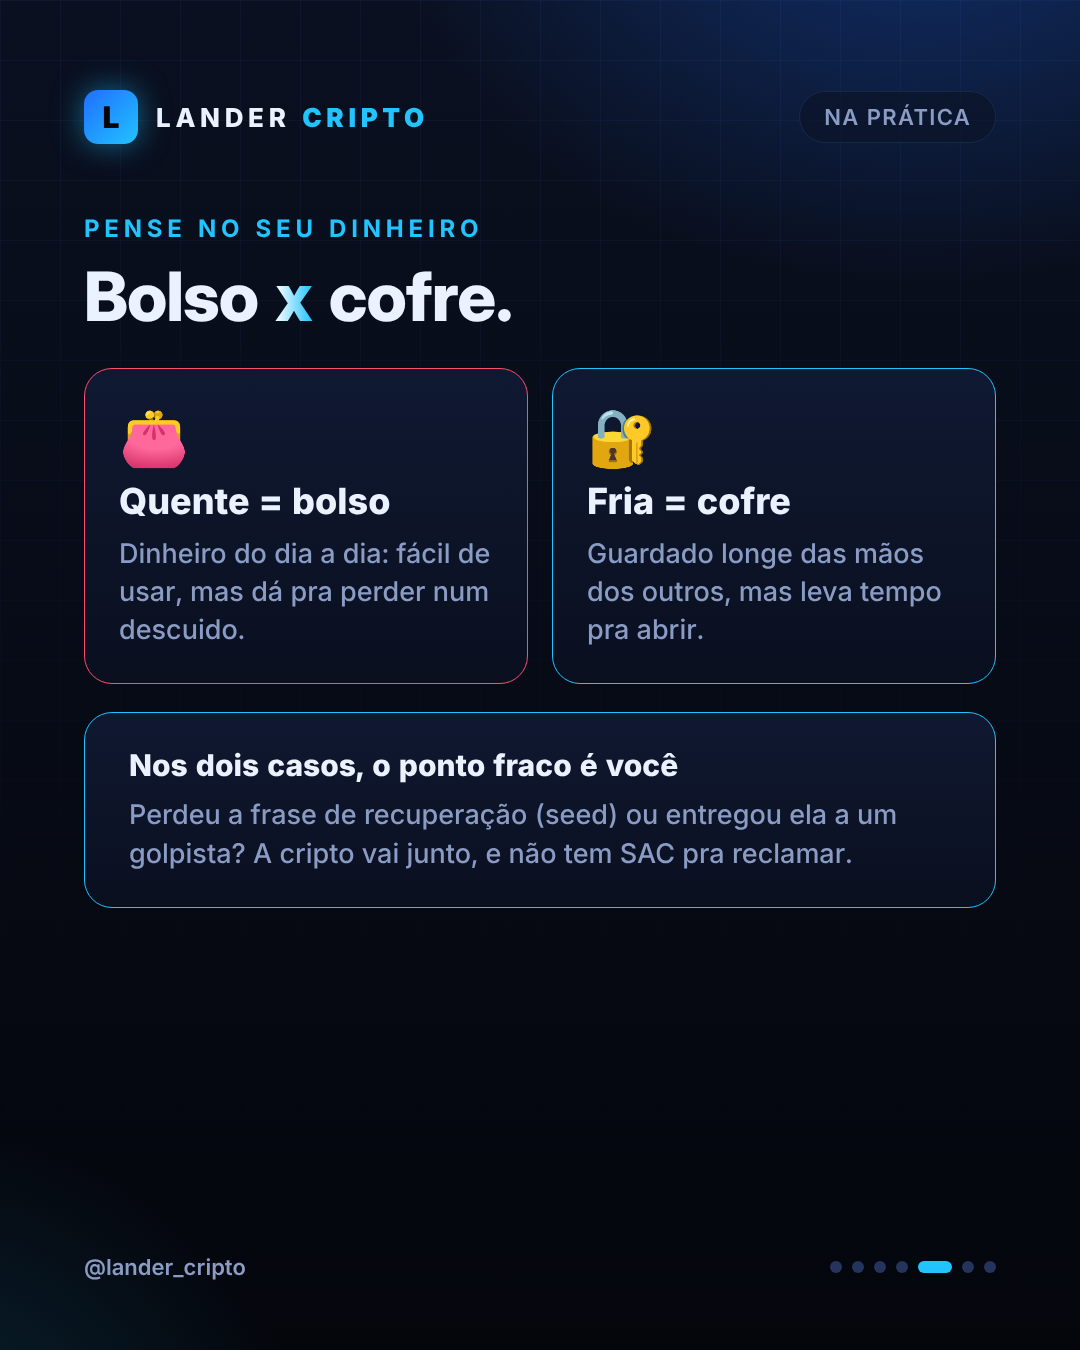 L LANDER CRIPTO
NA PRÁTICA
PENSE NO SEU DINHEIRO
Bolso x cofre.
Quente = bolso
Dinheiro do dia a dia: fácil de
usar, mas dá pra perder num
descuido.
Fria = cofre
Guardado longe das mãos
dos outros, mas leva tempo
pra abrir.
Nos dois casos, o ponto fraco é você
Perdeu a frase de recuperação (seed) ou entregou ela a um
golpista? A cripto vai junto, e não tem SAC pra reclamar.
@lander_cripto